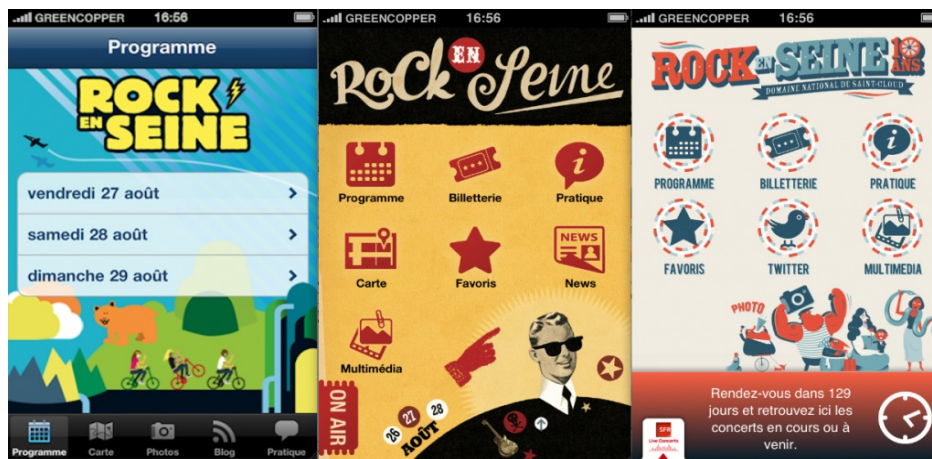 GREENCOPPER 16:56
Programme
ROCK
EN
SEINE
vendredi 27 août
samedi 28 août
dimanche 29 août
Programme Carte Photos Blog Pratique
GREENCOPPER 16:56
ROCK EN Seine
Programme Billetterie Pratique
NEWS
Carte Favoris News
Multimédia
ON AIR
26 27 28
AOÛT
GREENCOPPER 16:56
ROCK EN SEINE 10 ANS
DOMAINE NATIONAL DE SAINT-CLOUD
PROGRAMME BILLETTERIE PRATIQUE
FAVORIS TWITTER MULTIMEDIA
PHOTO
Rendez-vous dans 129
jours et retrouvez ici les
concerts en cours ou à
venir.
SFR
Live Concerts